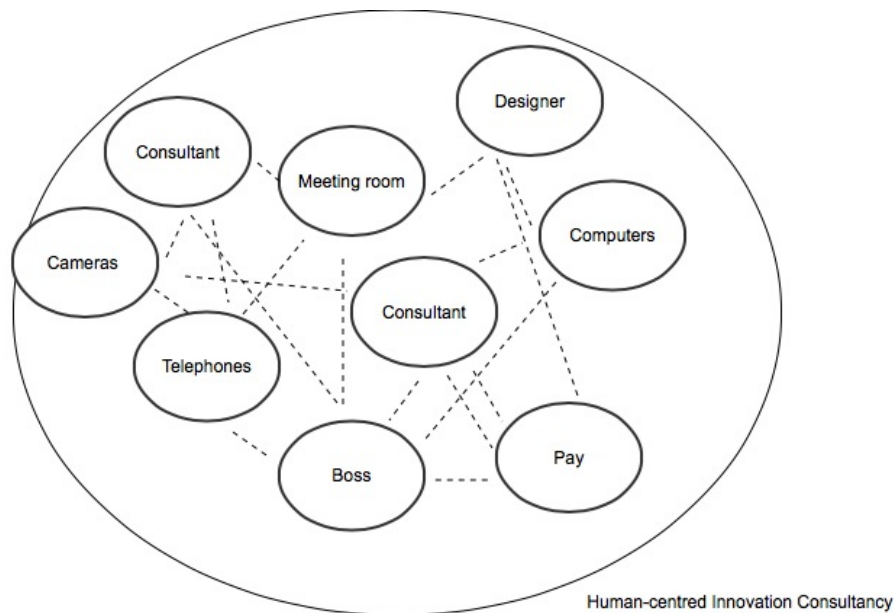 Designer
Consultant
Meeting room
Computers
Cameras
Consultant
Telephones
Boss
Pay
Human-centred Innovation Consultancy